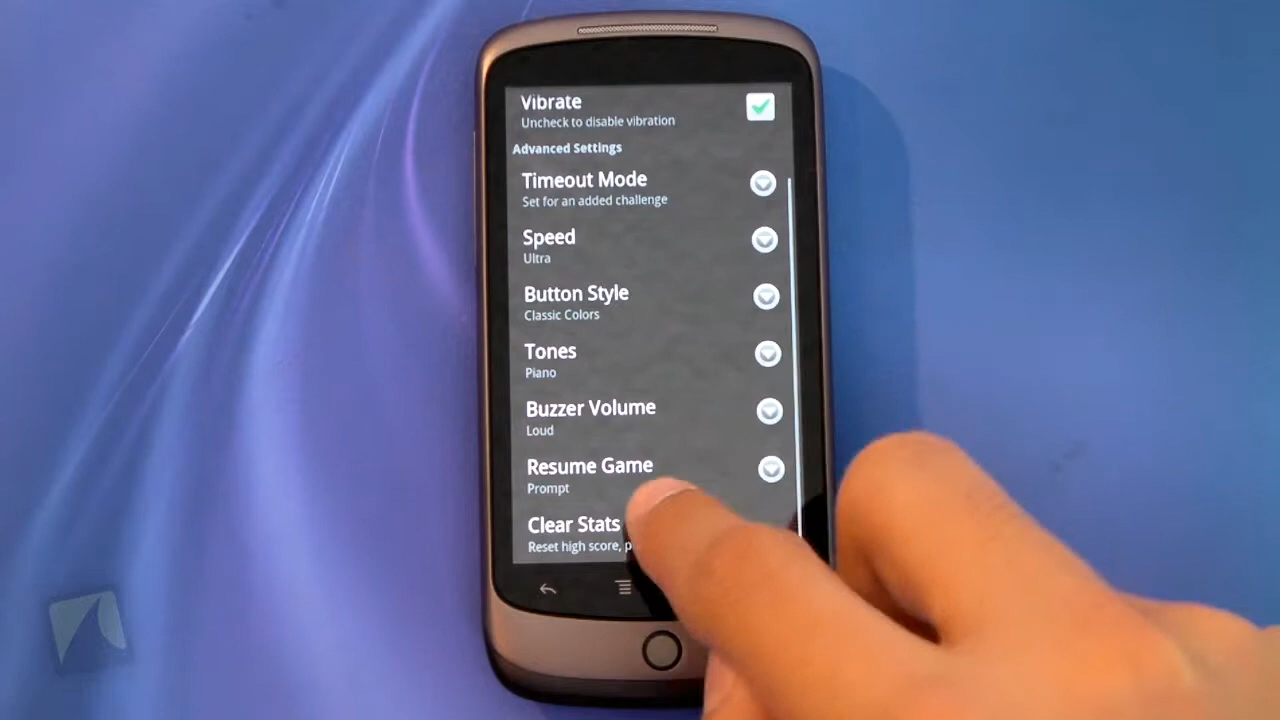 Vibrate
Uncheck to disable vibration
Advanced Settings
Timeout Mode
Set for an added challenge
Speed
Ultra
Button Style
Classic Colors
Tones
Piano
Buzzer Volume
Loud
Resume Game
Prompt
Clear Stats
Reset high score,